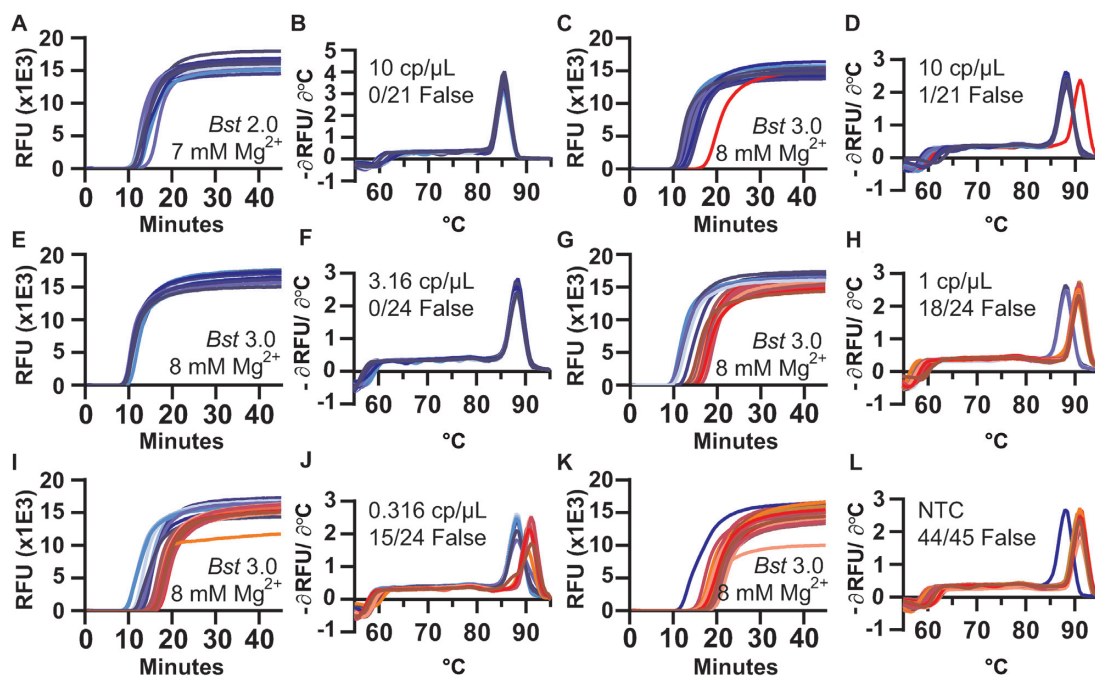 A
RFU (x1E3)
20
15
10
5
0
Bst 2.0
7 mM Mg2+
0 10 20 30 40
Minutes
B
- ∂RFU/ ∂°C
5
4
3
2
1
0
-1
10 cp/µL
0/21 False
60 70 80 90
°C
C
RFU (x1E3)
20
15
10
5
0
Bst 3.0
8 mM Mg2+
0 10 20 30 40
Minutes
D
- ∂RFU/ ∂°C
3
2
1
0
-1
10 cp/µL
1/21 False
60 70 80 90
°C
E
RFU (x1E3)
20
15
10
5
0
Bst 3.0
8 mM Mg2+
0 10 20 30 40
Minutes
F
- ∂RFU/ ∂°C
3
2
1
0
-1
3.16 cp/µL
0/24 False
60 70 80 90
°C
G
RFU (x1E3)
20
15
10
5
0
Bst 3.0
8 mM Mg2+
0 10 20 30 40
Minutes
H
- ∂RFU/ ∂°C
3
2
1
0
-1
1 cp/µL
18/24 False
60 70 80 90
°C
I
RFU (x1E3)
20
15
10
5
0
Bst 3.0
8 mM Mg2+
0 10 20 30 40
Minutes
J
- ∂RFU/ ∂°C
3
2
1
0
-1
0.316 cp/µL
15/24 False
60 70 80 90
°C
K
RFU (x1E3)
20
15
10
5
0
Bst 3.0
8 mM Mg2+
0 10 20 30 40
Minutes
L
- ∂RFU/ ∂°C
3
2
1
0
-1
NTC
44/45 False
60 70 80 90
°C